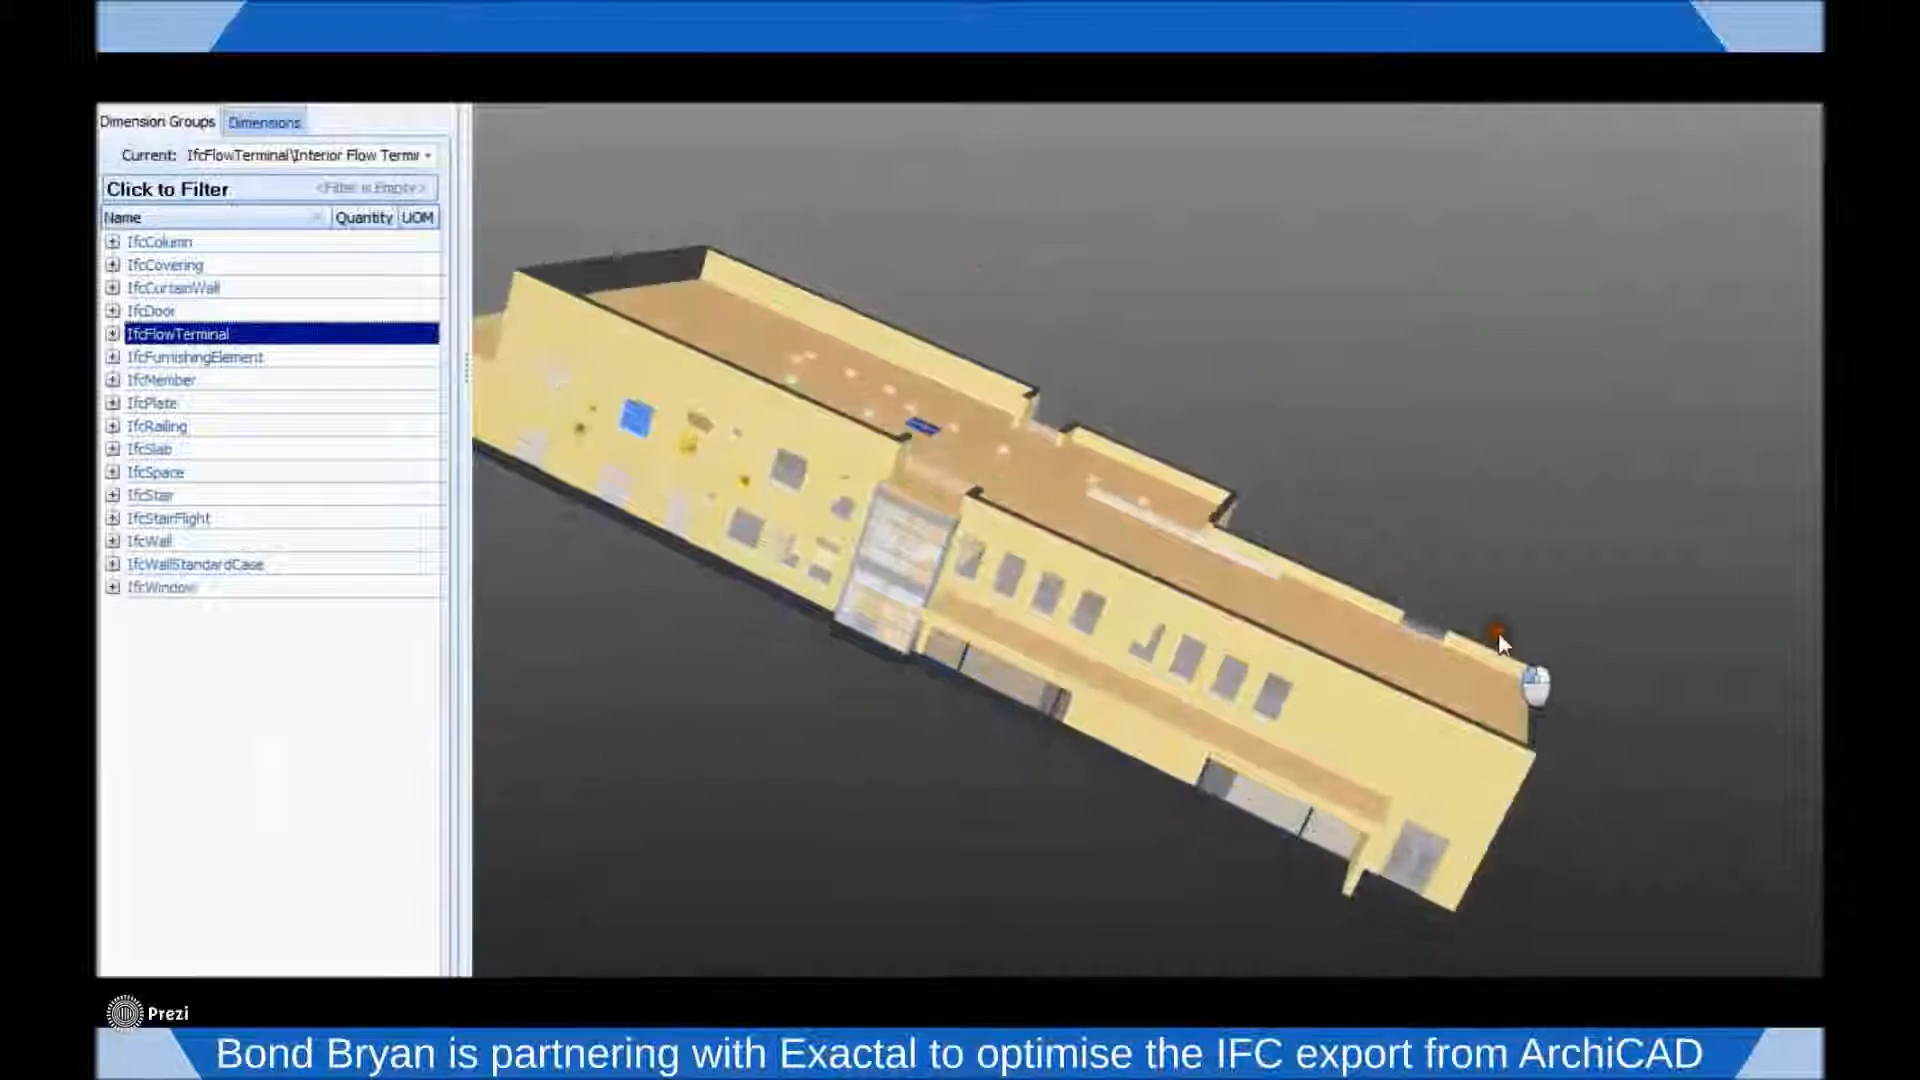 Dimension Groups
Dimensions
Current: IfcFlowTerminal\Interior Flow Termir
Click to Filter
<Filter is Empty>
Name
Quantity
UOM
IfcColumn
IfcCovering
IfcCurtainWall
IfcDoor
IfcFlowTerminal
IfcFurnishingElement
IfcMember
IfcPlate
IfcRailing
IfcSlab
IfcSpace
IfcStair
IfcStairFlight
IfcWall
IfcWallStandardCase
IfcWindow
Prezi
Bond Bryan is partnering with Exactal to optimise the IFC export from ArchiCAD